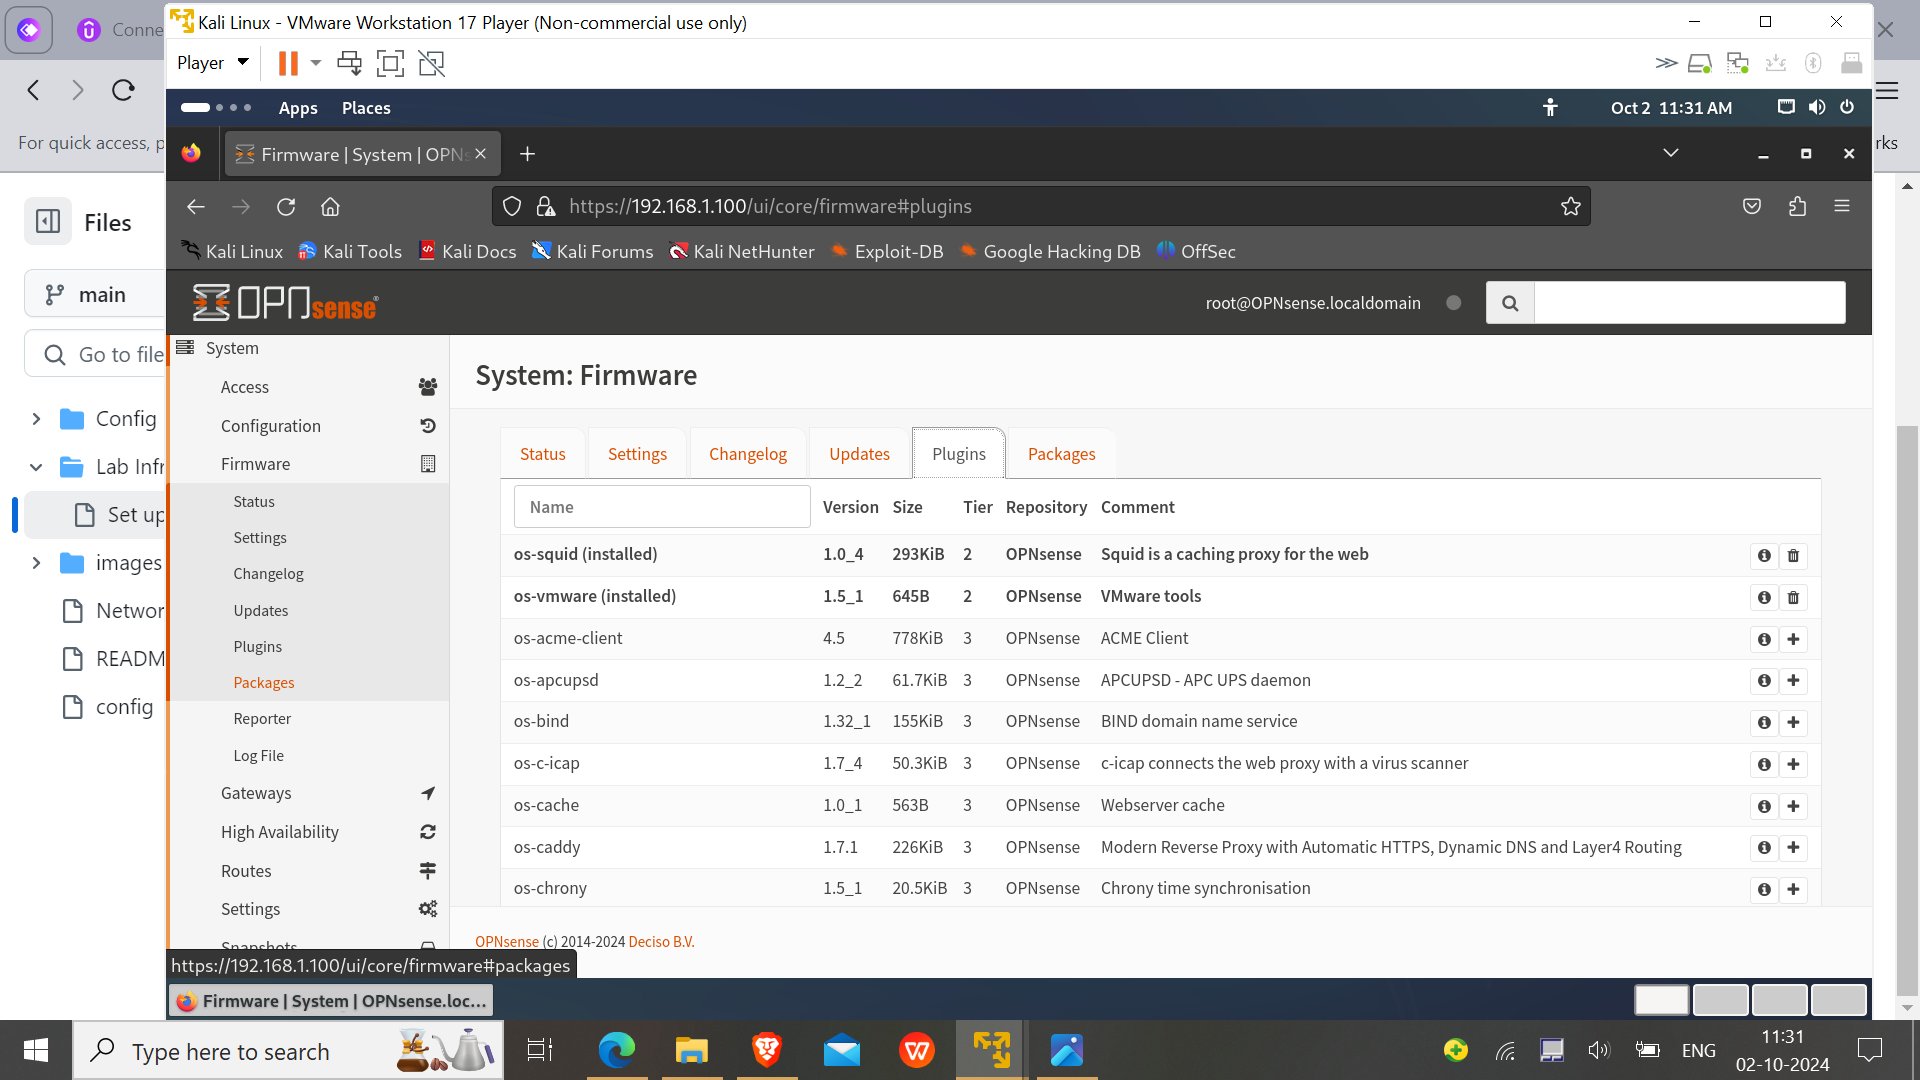 Kali Linux - VMware Workstation 17 Player (Non-commercial use only)
Conne
Player
For quick access, p
rks
Apps Places
Oct 2 11:31 AM
Firmware | System | OPNs
https://192.168.1.100/ui/core/firmware#plugins
Kali Linux Kali Tools Kali Docs Kali Forums Kali NetHunter Exploit-DB Google Hacking DB OffSec
Files
main
Go to file
Config
Lab Infr
Set up
images
Networ
READM
config
OPNsense
root@OPNsense.localdomain
System
Access
Configuration
Firmware
Status
Settings
Changelog
Updates
Plugins
Packages
Reporter
Log File
Gateways
High Availability
Routes
Settings
Snapshots
System: Firmware
Status Settings Changelog Updates Plugins Packages
Name Version Size Tier Repository Comment
os-squid (installed) 1.0_4 293KiB 2 OPNsense Squid is a caching proxy for the web
os-vmware (installed) 1.5_1 645B 2 OPNsense VMware tools
os-acme-client 4.5 778KiB 3 OPNsense ACME Client
os-apcupsd 1.2_2 61.7KiB 3 OPNsense APCUPSD - APC UPS daemon
os-bind 1.32_1 155KiB 3 OPNsense BIND domain name service
os-c-icap 1.7_4 50.3KiB 3 OPNsense c-icap connects the web proxy with a virus scanner
os-cache 1.0_1 563B 3 OPNsense Webserver cache
os-caddy 1.7.1 226KiB 3 OPNsense Modern Reverse Proxy with Automatic HTTPS, Dynamic DNS and Layer4 Routing
os-chrony 1.5_1 20.5KiB 3 OPNsense Chrony time synchronisation
OPNsense (c) 2014-2024 Deciso B.V.
https://192.168.1.100/ui/core/firmware#packages
Firmware | System | OPNsense.loc...
Type here to search
ENG
11:31
02-10-2024